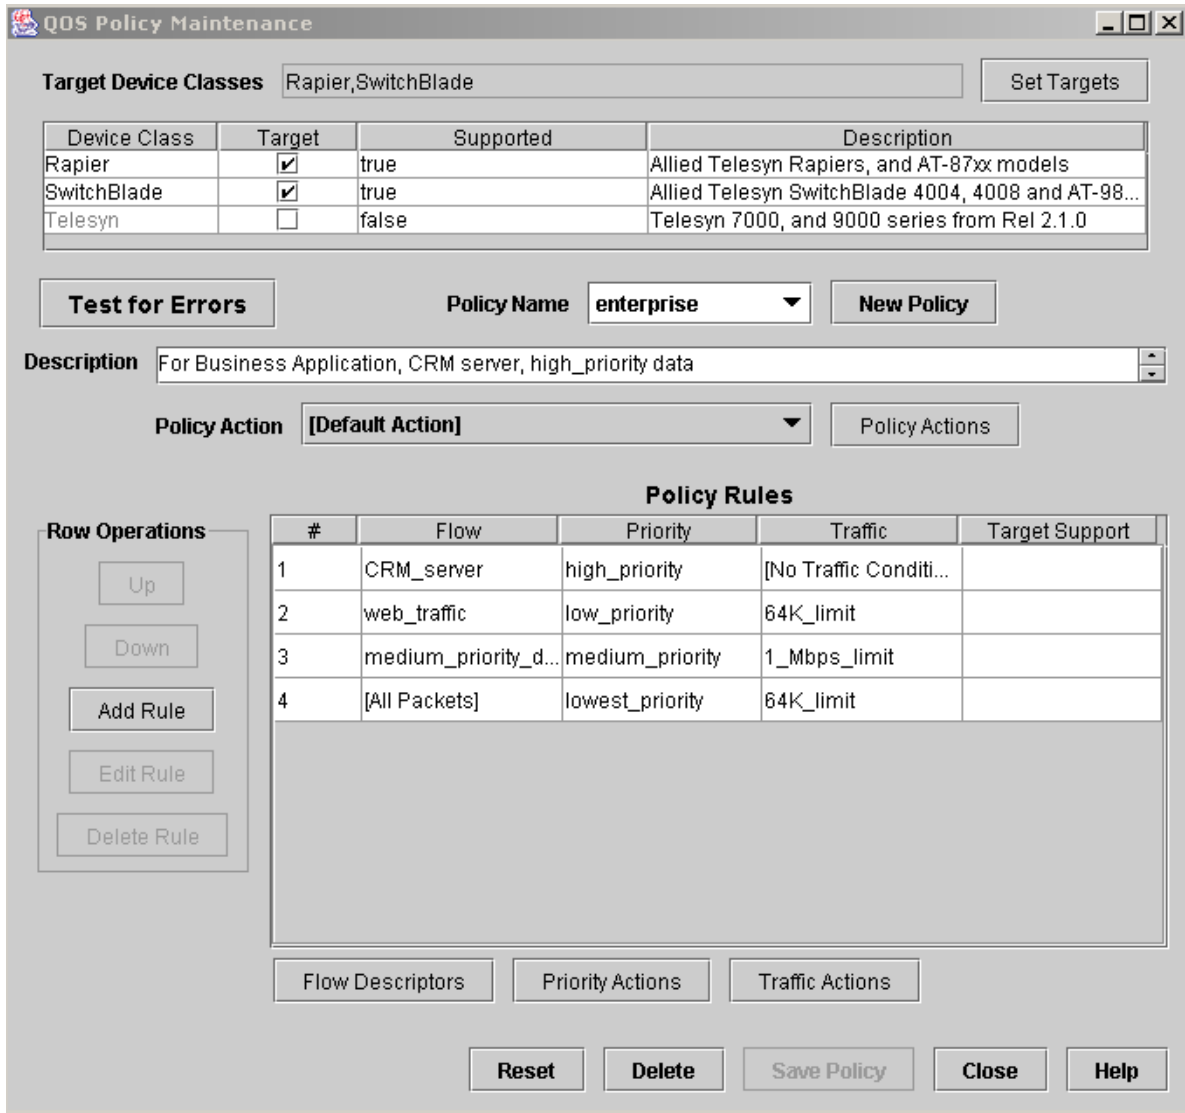 QOS Policy Maintenance
Target Device Classes Rapier,SwitchBlade Set Targets
Device Class Target Supported Description
Rapier true Allied Telesyn Rapiers, and AT-87xx models
SwitchBlade true Allied Telesyn SwitchBlade 4004, 4008 and AT-98...
Telesyn false Telesyn 7000, and 9000 series from Rel 2.1.0
Test for Errors Policy Name enterprise New Policy
Description For Business Application, CRM server, high_priority data
Policy Action [Default Action] Policy Actions
Policy Rules
Row Operations # Flow Priority Traffic Target Support
Up 1 CRM_server high_priority [No Traffic Conditi...
2 web_traffic low_priority 64K_limit
Down 3 medium_priority_d... medium_priority 1_Mbps_limit
Add Rule 4 [All Packets] lowest_priority 64K_limit
Edit Rule
Delete Rule
Flow Descriptors Priority Actions Traffic Actions
Reset Delete Save Policy Close Help